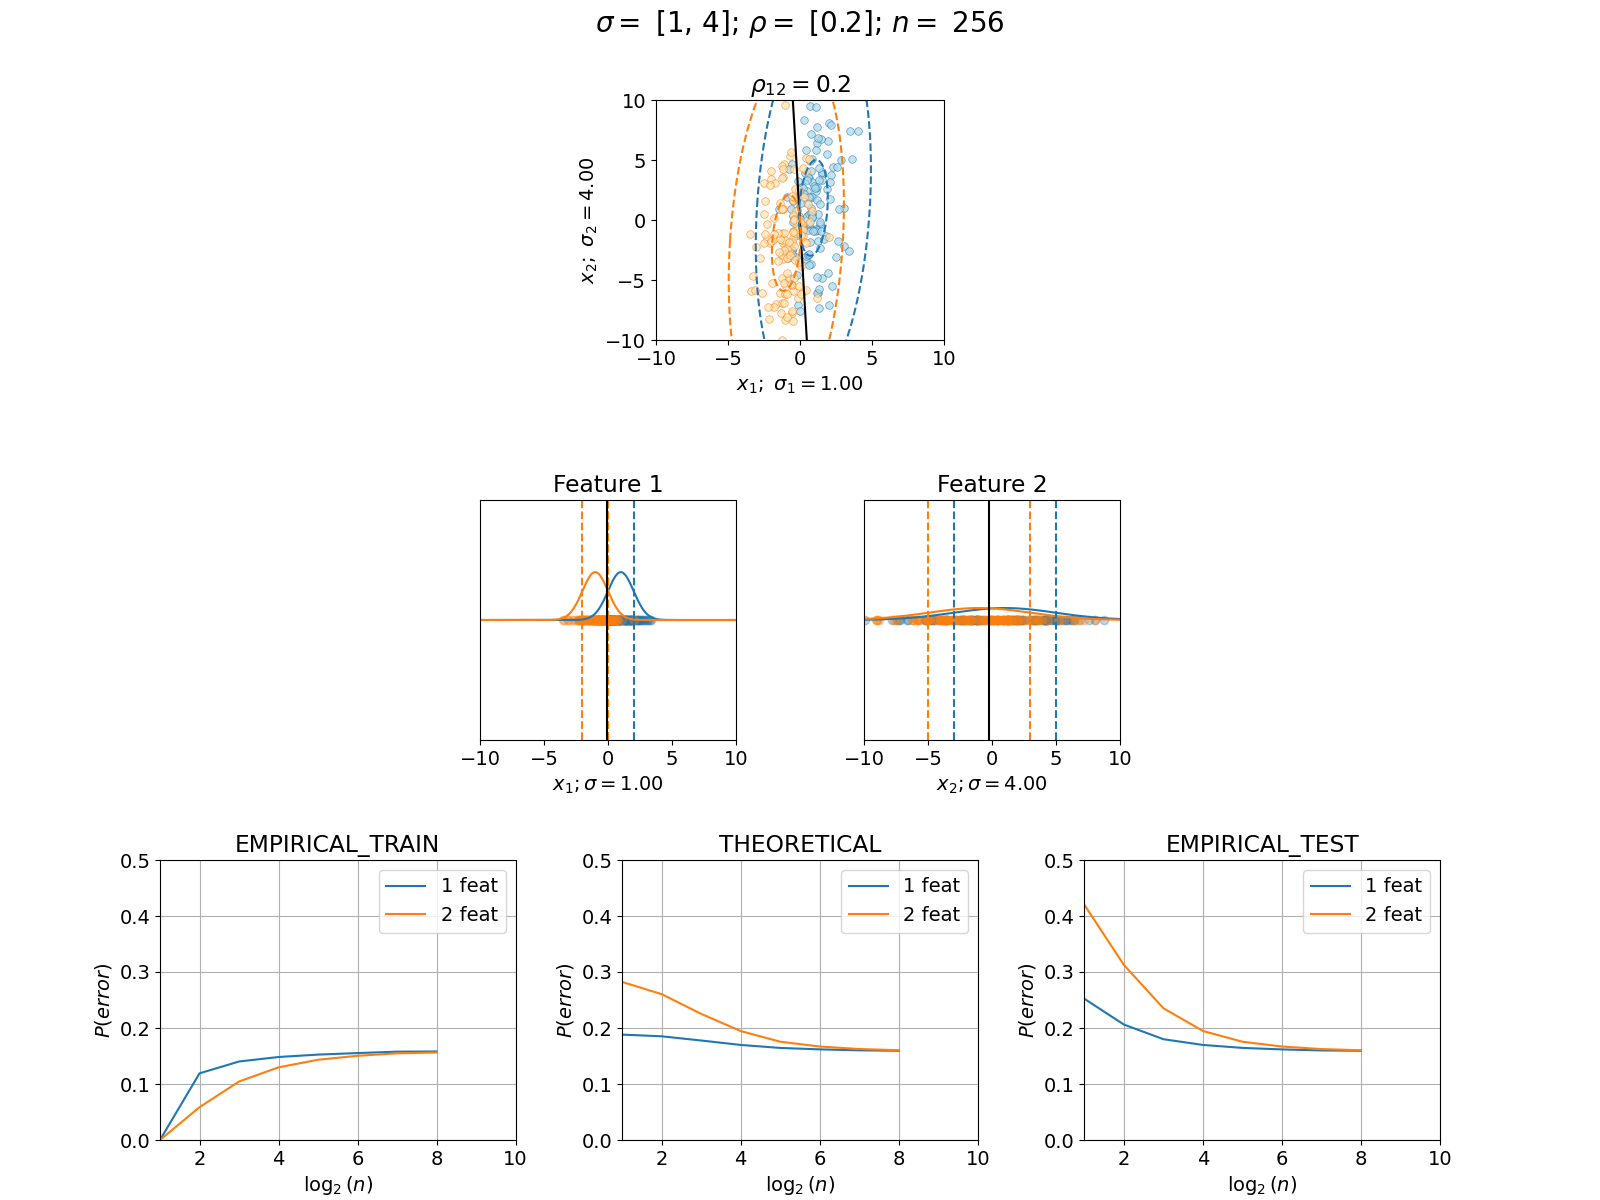 σ = [1, 4]; ρ = [0.2]; n = 256
ρ₁₂ = 0.2
10
5
0
−5
−10
x₂; σ₂ = 4.00
−10 −5 0 5 10
x₁; σ₁ = 1.00
Feature 1
−10 −5 0 5 10
x₁; σ = 1.00
Feature 2
−10 −5 0 5 10
x₂; σ = 4.00
EMPIRICAL_TRAIN
1 feat
2 feat
0.5
0.4
0.3
0.2
0.1
0.0
P(error)
2 4 6 8 10
log₂ (n)
THEORETICAL
1 feat
2 feat
0.5
0.4
0.3
0.2
0.1
0.0
P(error)
2 4 6 8 10
log₂ (n)
EMPIRICAL_TEST
1 feat
2 feat
0.5
0.4
0.3
0.2
0.1
0.0
P(error)
2 4 6 8 10
log₂ (n)